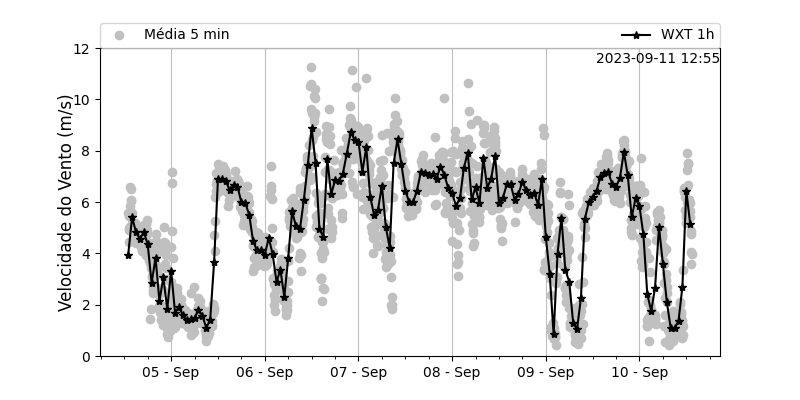 Média 5 min
WXT 1h
2023-09-11 12:55
Velocidade do Vento (m/s)
12
10
8
6
4
2
0
05 - Sep
06 - Sep
07 - Sep
08 - Sep
09 - Sep
10 - Sep